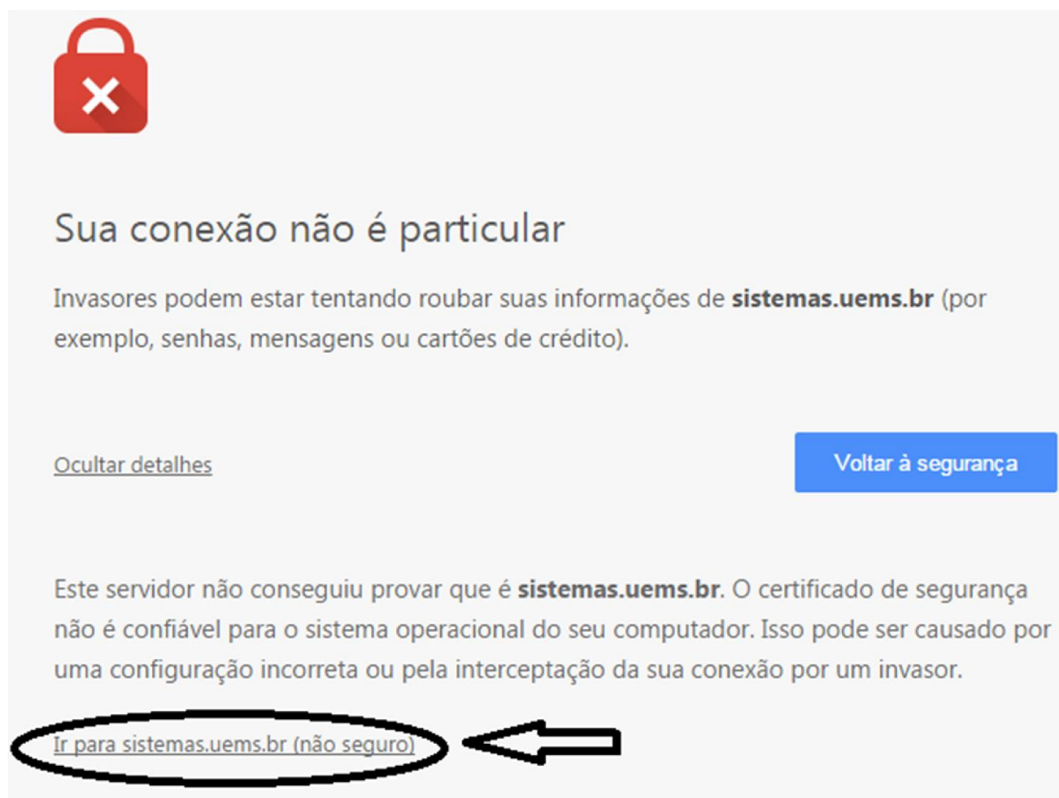 Sua conexão não é particular
Invasores podem estar tentando roubar suas informações de sistemas.uems.br (por
exemplo, senhas, mensagens ou cartões de crédito).
Ocultar detalhes
Voltar à segurança
Este servidor não conseguiu provar que é sistemas.uems.br. O certificado de segurança
não é confiável para o sistema operacional do seu computador. Isso pode ser causado por
uma configuração incorreta ou pela interceptação da sua conexão por um invasor.
Ir para sistemas.uems.br (não seguro)